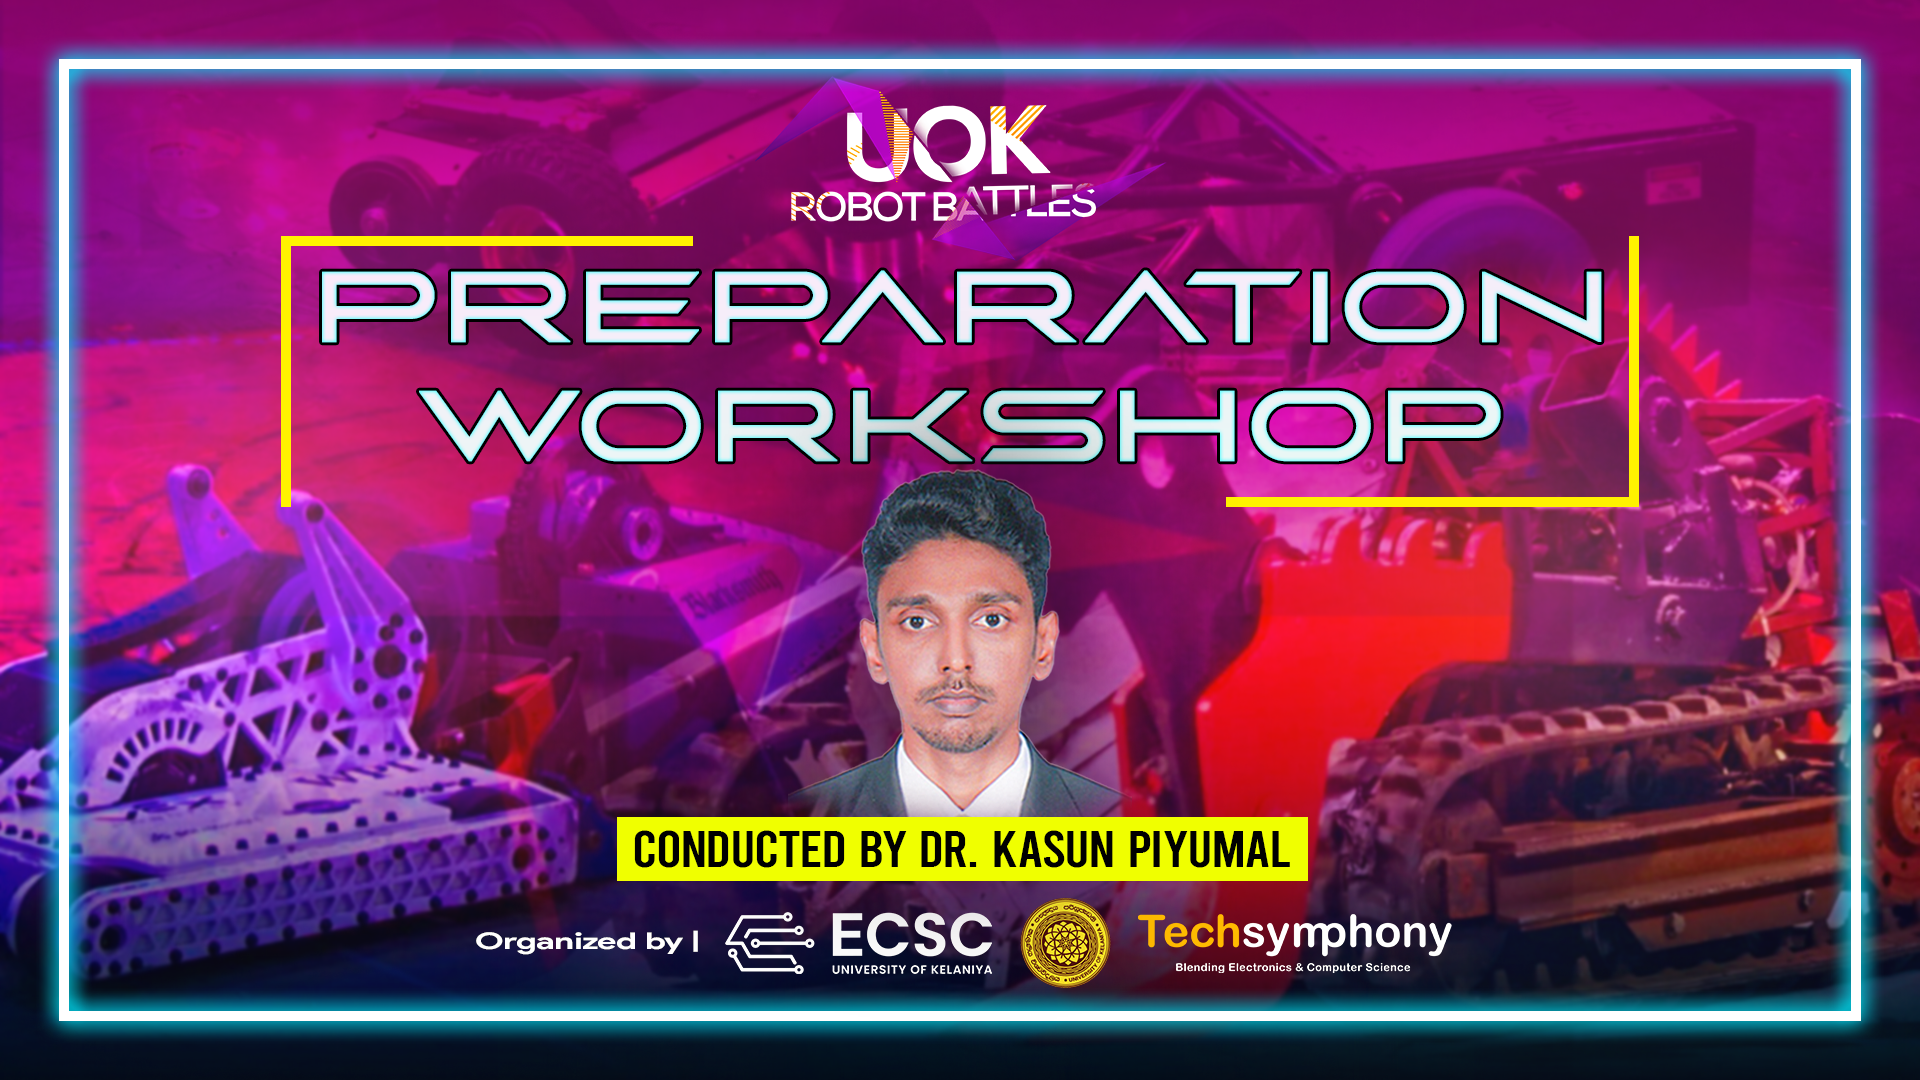 UOK
ROBOT BATTLES
PREPARATION
WORKSHOP
CONDUCTED BY DR. KASUN PIYUMAL
Organized by |
ECSC
UNIVERSITY OF KELANIYA
Techsymphony
Blending Electronics & Computer Science